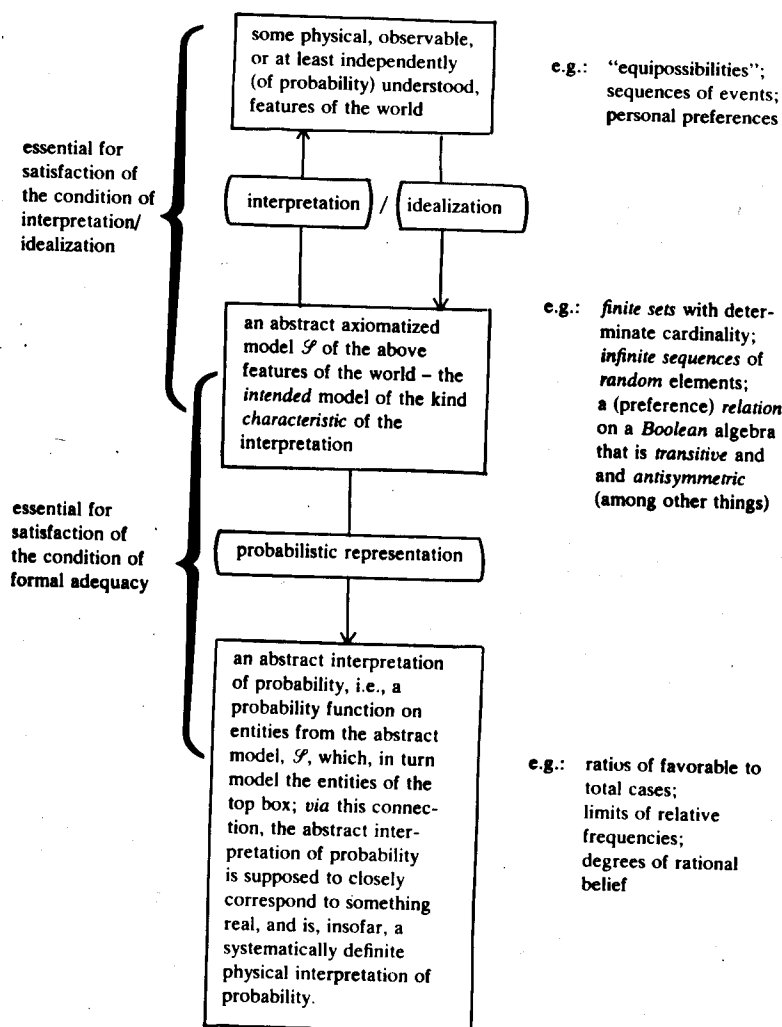 some physical, observable,
or at least independently
(of probability) understood,
features of the world
e.g.: “equipossibilities”;
sequences of events;
personal preferences
essential for
satisfaction of
the condition of
interpretation/
idealization
interpretation / idealization
an abstract axiomatized
model 𝒮 of the above
features of the world – the
intended model of the kind
characteristic of the
interpretation
e.g.: finite sets with deter-
minate cardinality;
infinite sequences of
random elements;
a (preference) relation
on a Boolean algebra
that is transitive and
and antisymmetric
(among other things)
essential for
satisfaction of
the condition of
formal adequacy
probabilistic representation
an abstract interpretation
of probability, i.e., a
probability function on
entities from the abstract
model, 𝒮, which, in turn
model the entities of the
top box; via this connec-
tion, the abstract inter-
pretation of probability
is supposed to closely
correspond to something
real, and is, insofar, a
systematically definite
physical interpretation of
probability.
e.g.: ratios of favorable to
total cases;
limits of relative
frequencies;
degrees of rational
belief